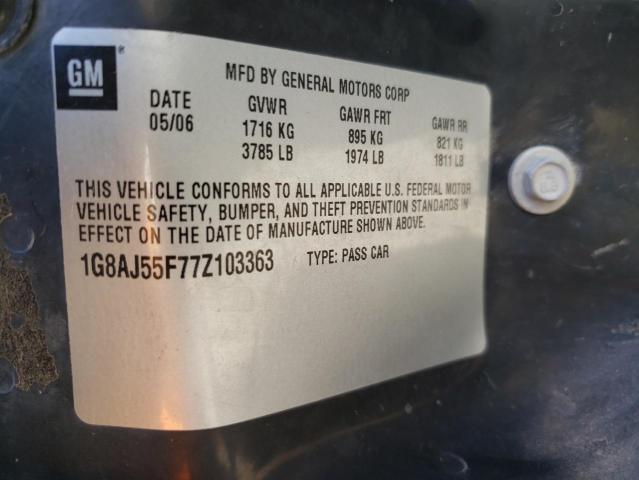 GM ®
MFD BY GENERAL MOTORS CORP
DATE GVWR GAWR FRT GAWR RR
05/06 1716 KG 895 KG 821 KG
3785 LB 1974 LB 1811 LB
THIS VEHICLE CONFORMS TO ALL APPLICABLE U.S. FEDERAL MOTOR
VEHICLE SAFETY, BUMPER, AND THEFT PREVENTION STANDARDS IN
EFFECT ON THE DATE OF MANUFACTURE SHOWN ABOVE.
1G8AJ55F77Z103363 TYPE: PASS CAR